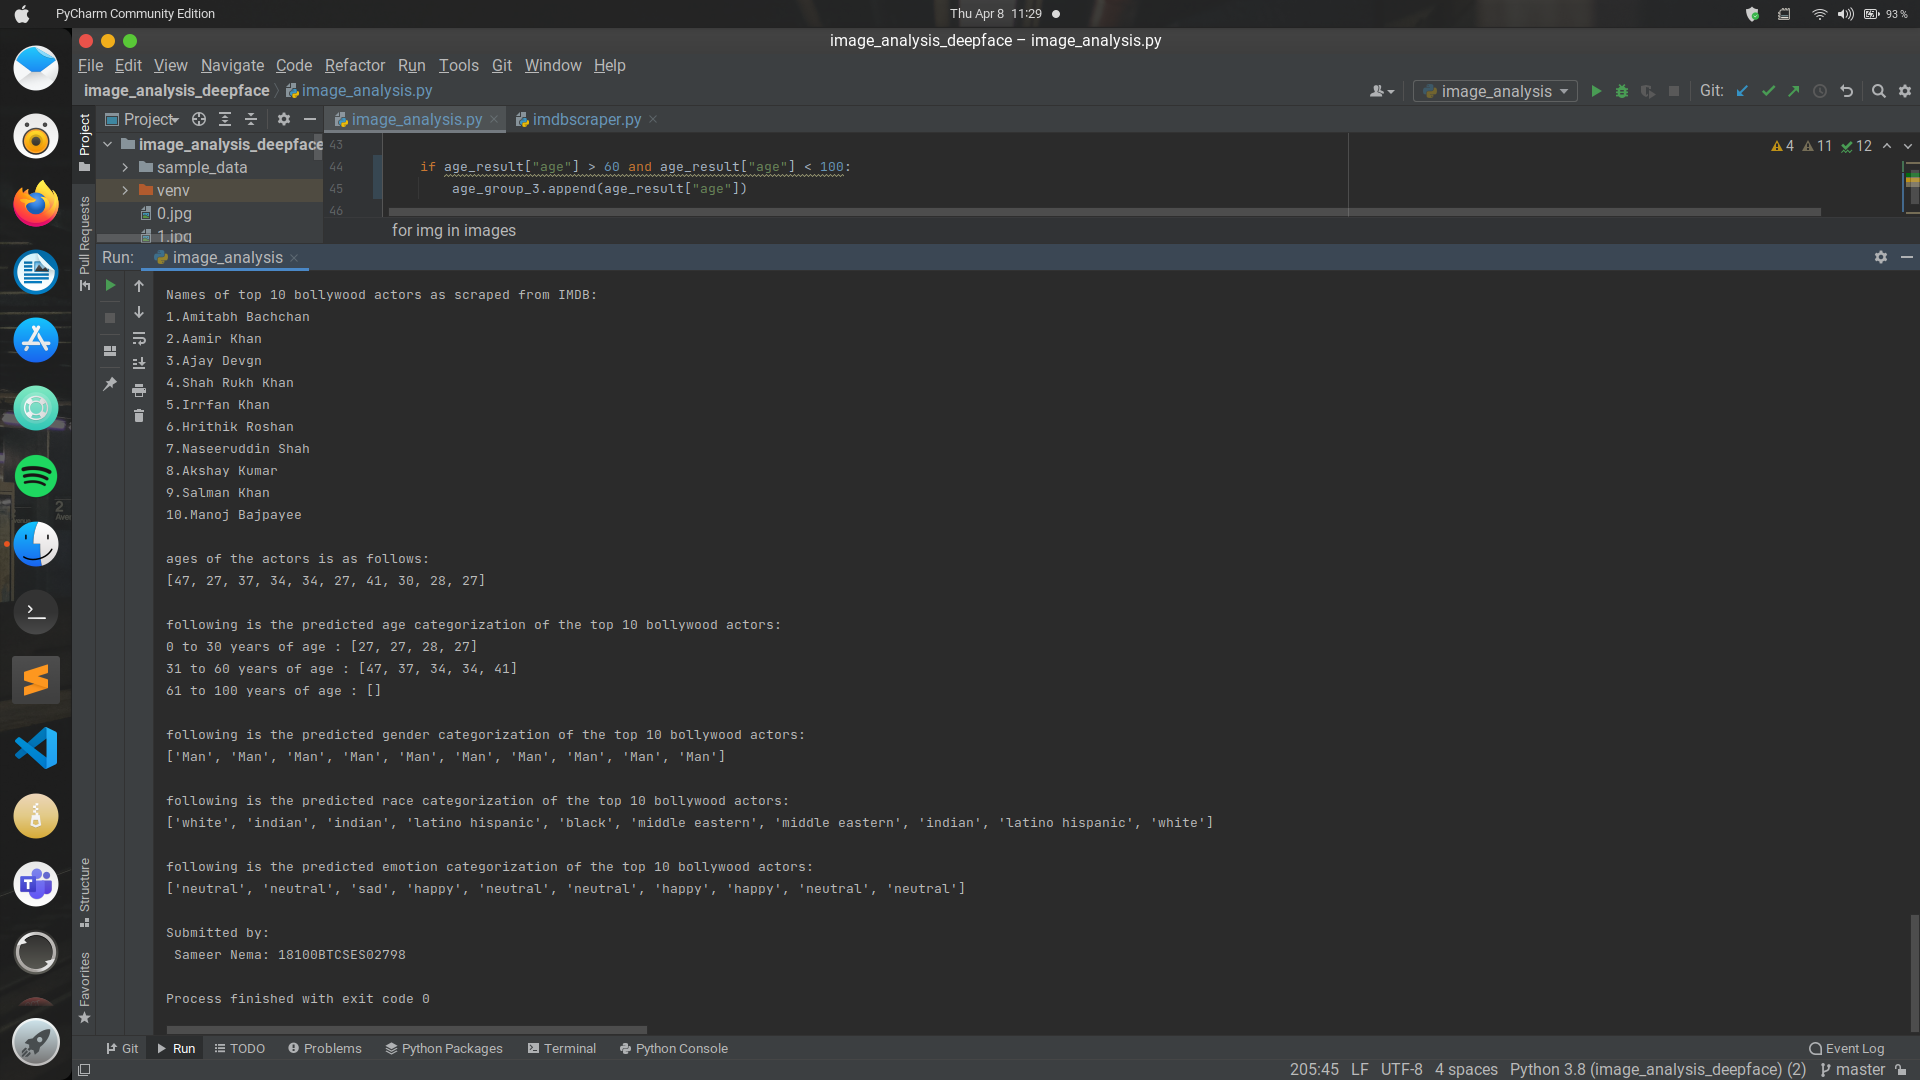 PyCharm Community Edition
Thu Apr 8 11:29
93 %
image_analysis_deepface – image_analysis.py
File Edit View Navigate Code Refactor Run Tools Git Window Help
image_analysis_deepface image_analysis.py
image_analysis
Git:
Project
image_analysis.py
imdbscraper.py
Project
Pull Requests
Structure
Favorites
image_analysis_deepface
sample_data
venv
0.jpg
1.jpg
43
44 if age_result["age"] > 60 and age_result["age"] < 100:
45 age_group_3.append(age_result["age"])
46
4 11 12
for img in images
Run: image_analysis
Names of top 10 bollywood actors as scraped from IMDB:
1.Amitabh Bachchan
2.Aamir Khan
3.Ajay Devgn
4.Shah Rukh Khan
5.Irrfan Khan
6.Hrithik Roshan
7.Naseeruddin Shah
8.Akshay Kumar
9.Salman Khan
10.Manoj Bajpayee
ages of the actors is as follows:
[47, 27, 37, 34, 34, 27, 41, 30, 28, 27]
following is the predicted age categorization of the top 10 bollywood actors:
0 to 30 years of age : [27, 27, 28, 27]
31 to 60 years of age : [47, 37, 34, 34, 41]
61 to 100 years of age : []
following is the predicted gender categorization of the top 10 bollywood actors:
['Man', 'Man', 'Man', 'Man', 'Man', 'Man', 'Man', 'Man', 'Man', 'Man']
following is the predicted race categorization of the top 10 bollywood actors:
['white', 'indian', 'indian', 'latino hispanic', 'black', 'middle eastern', 'middle eastern', 'indian', 'latino hispanic', 'white']
following is the predicted emotion categorization of the top 10 bollywood actors:
['neutral', 'neutral', 'sad', 'happy', 'neutral', 'neutral', 'happy', 'happy', 'neutral', 'neutral']
Submitted by:
Sameer Nema: 18100BTCSES02798
Process finished with exit code 0
Git Run TODO Problems Python Packages Terminal Python Console
Event Log
205:45 LF UTF-8 4 spaces Python 3.8 (image_analysis_deepface) (2) master